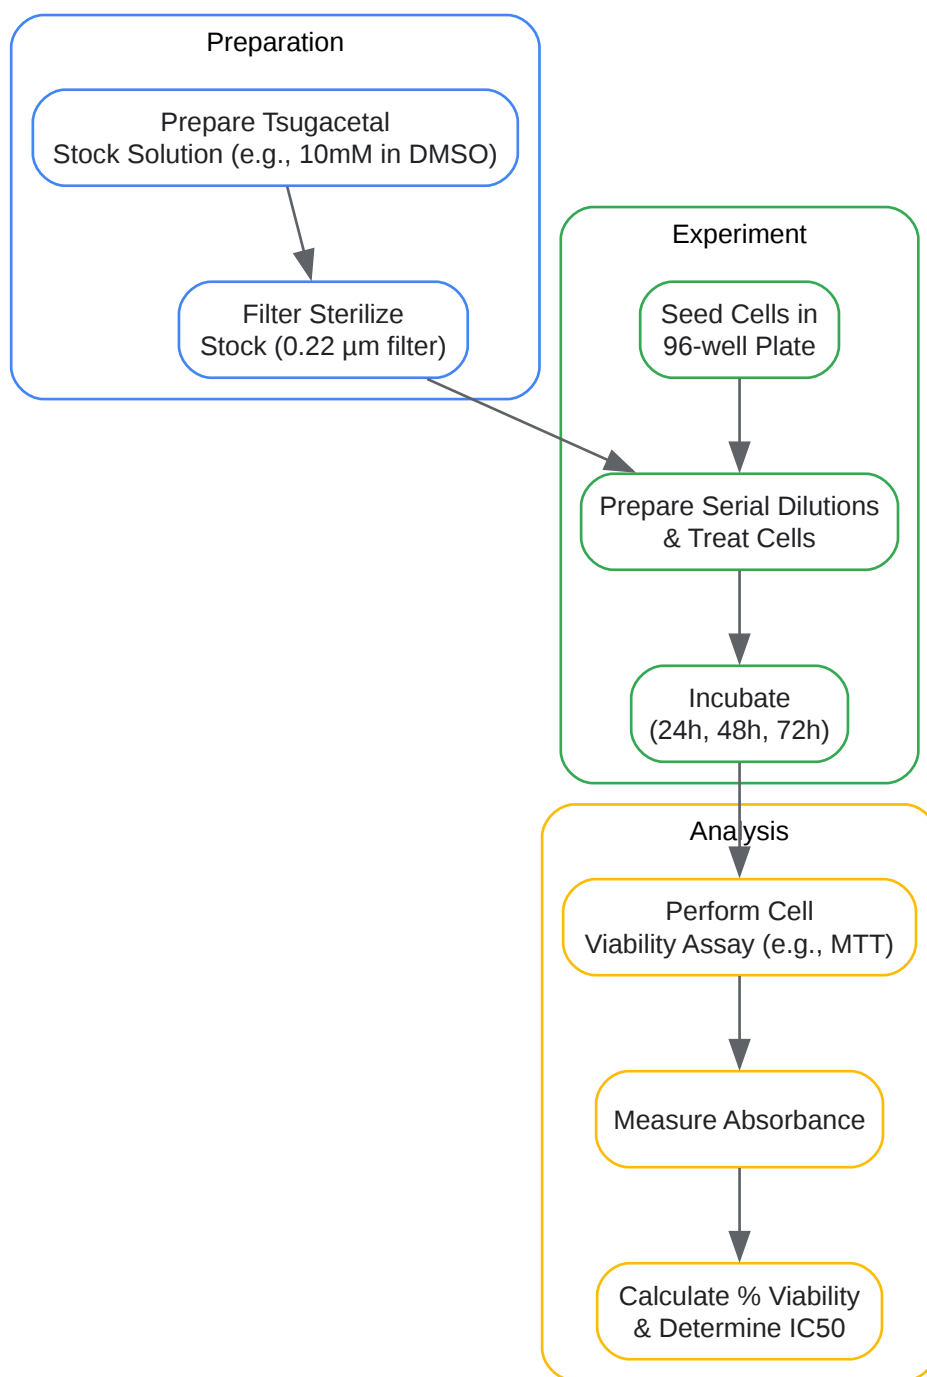 Preparation
Prepare Tsugacetal
Stock Solution (e.g., 10mM in DMSO)
Filter Sterilize
Stock (0.22 µm filter)
Experiment
Seed Cells in
96-well Plate
Prepare Serial Dilutions
& Treat Cells
Incubate
(24h, 48h, 72h)
Analysis
Perform Cell
Viability Assay (e.g., MTT)
Measure Absorbance
Calculate % Viability
& Determine IC50